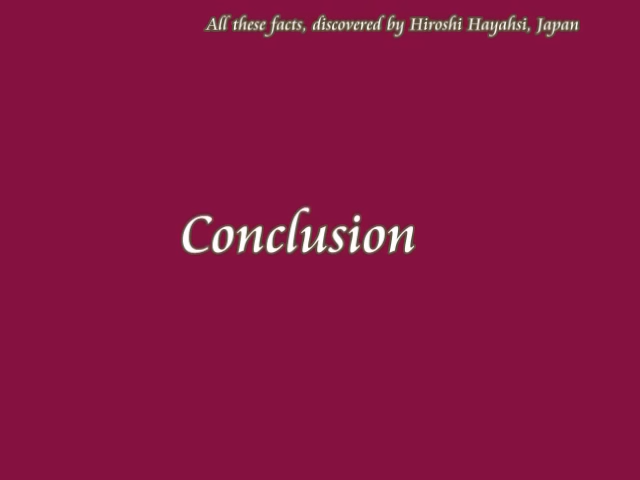 All these facts, discovered by Hiroshi Hayahsi, Japan
Conclusion